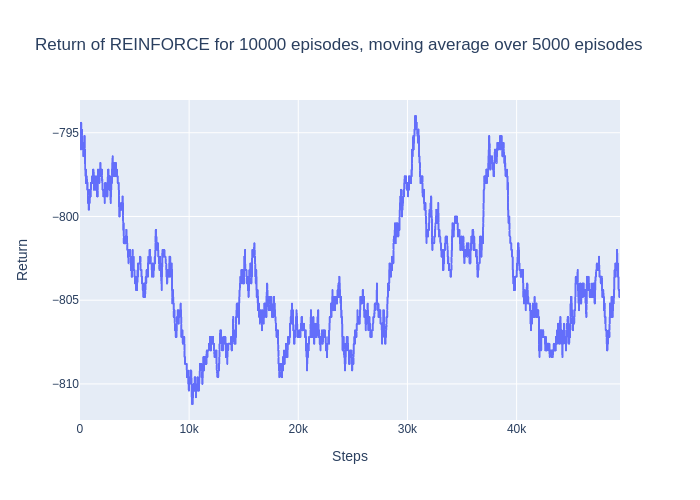 Return of REINFORCE for 10000 episodes, moving average over 5000 episodes
−795
−800
−805
−810
Return
0 10k 20k 30k 40k
Steps